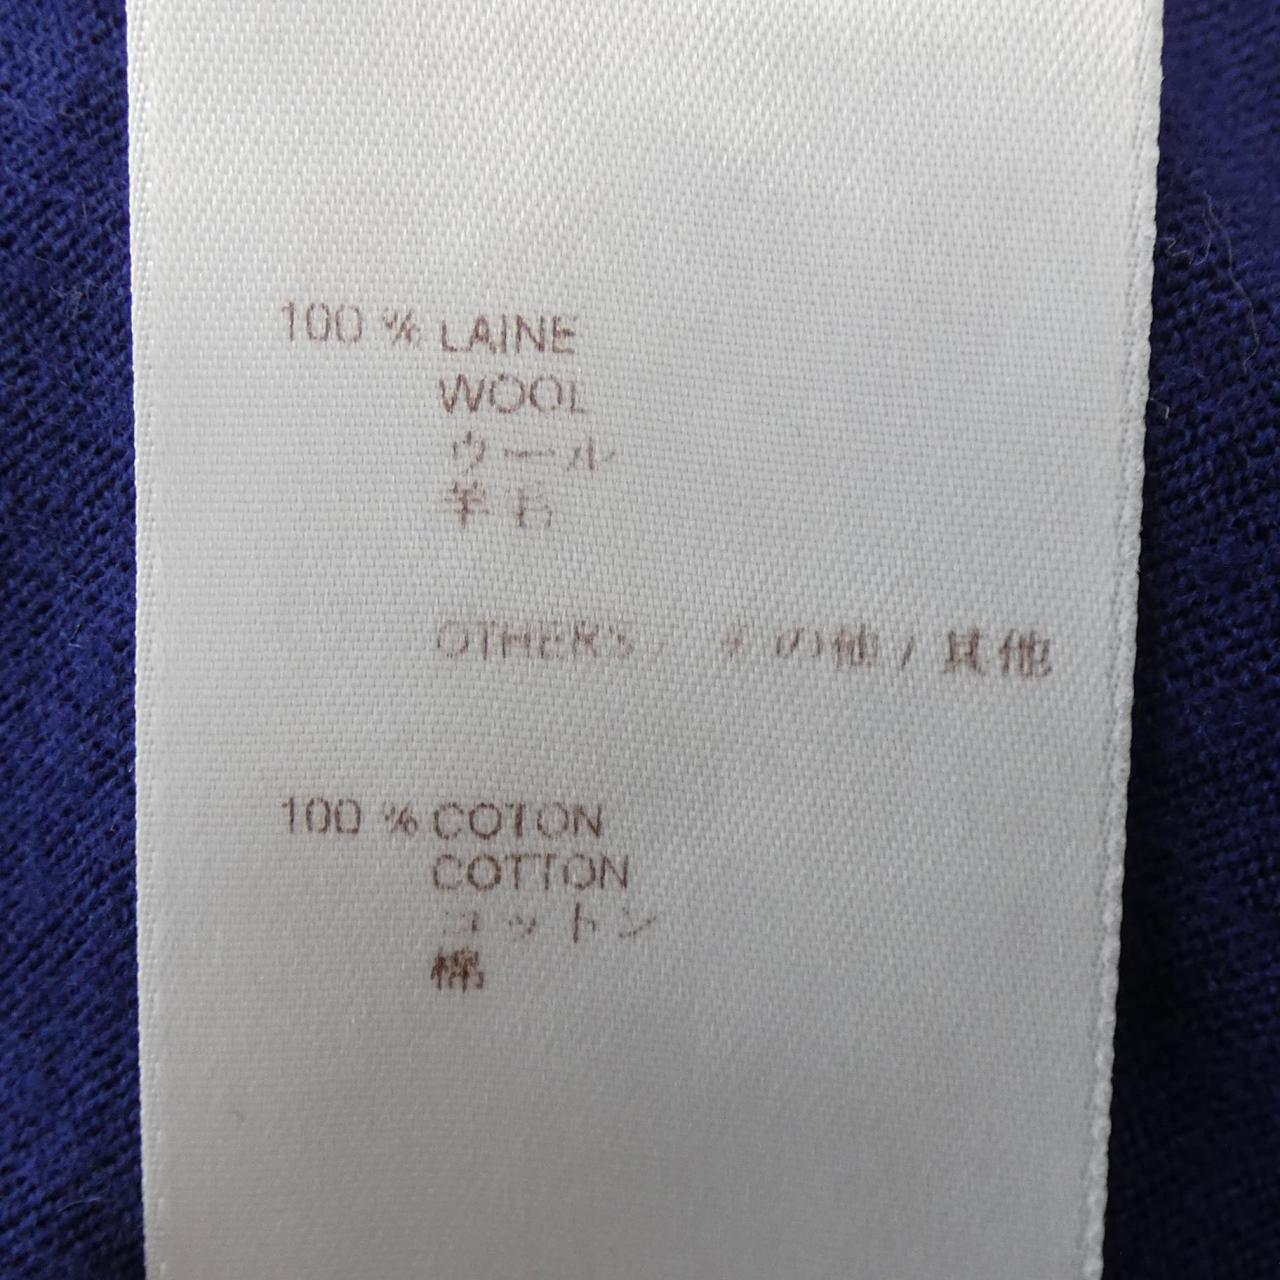 100 % LAINE
WOOL
ウール
羊毛
OTHERS / その他 / 其他
100 % COTON
COTTON
コットン
棉